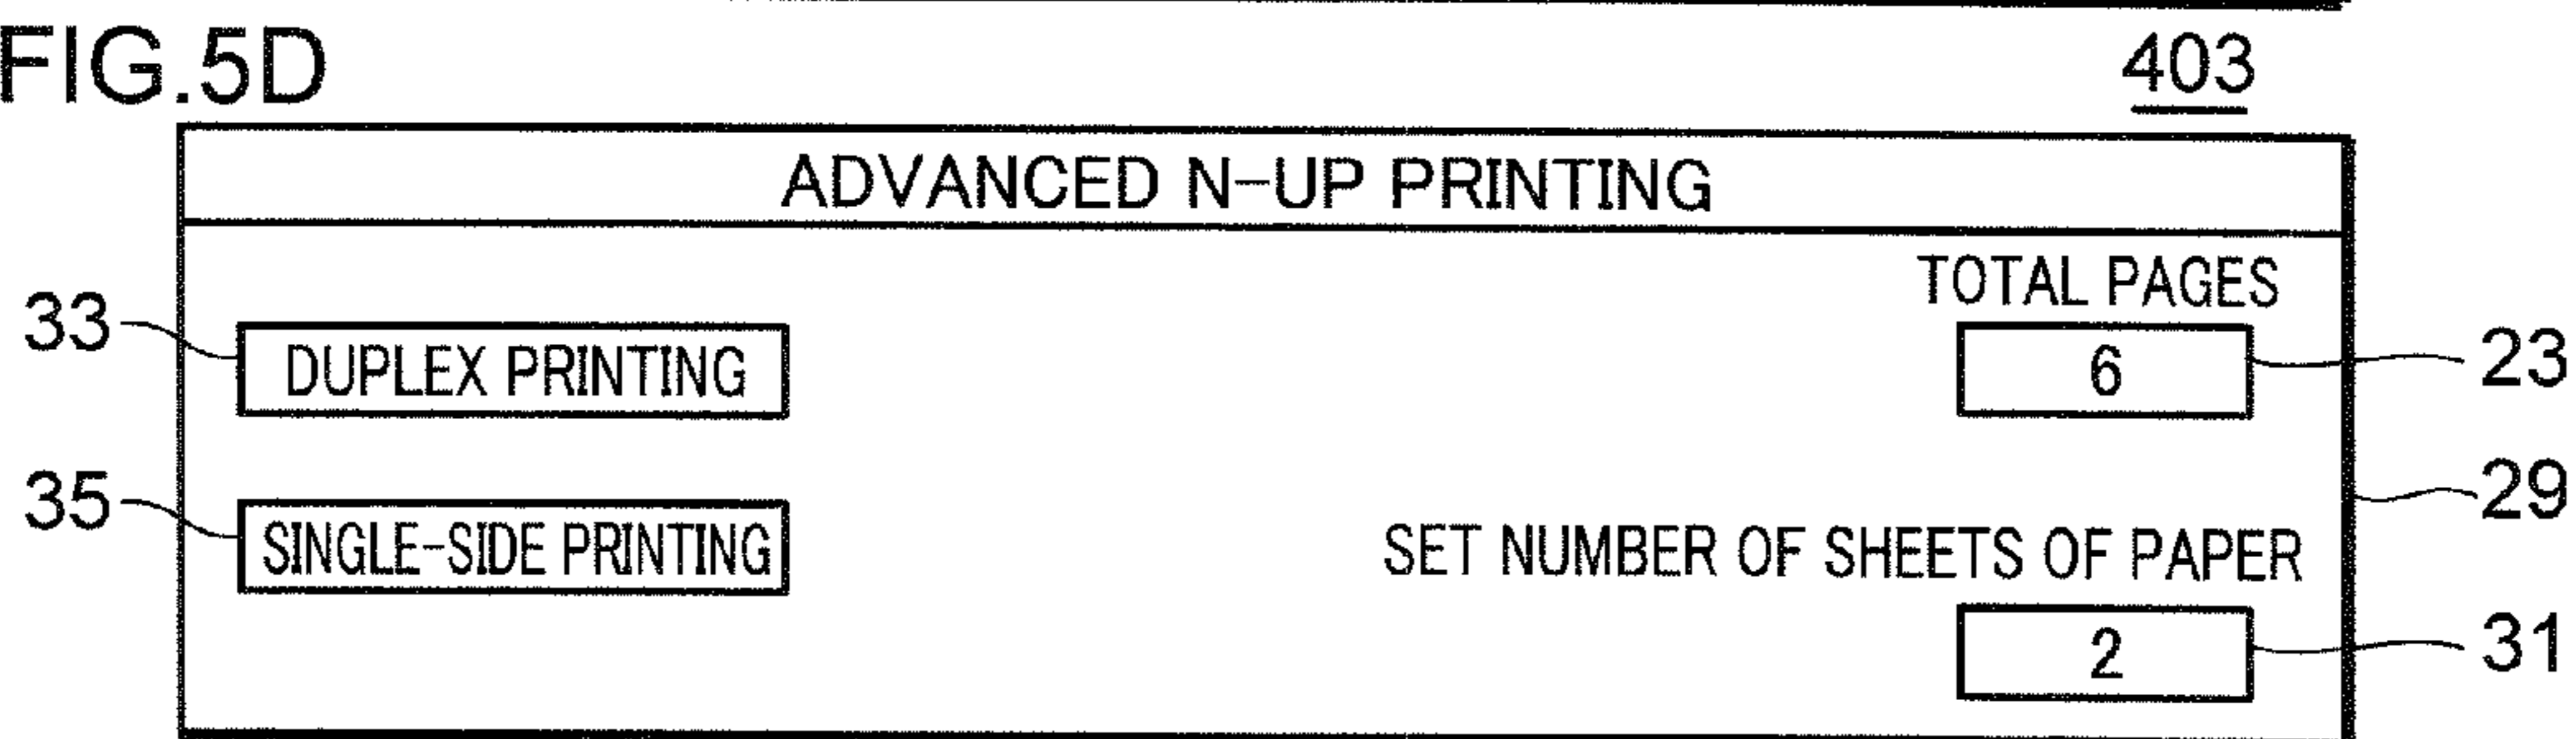 FIG.5D
403
ADVANCED N-UP PRINTING
TOTAL PAGES
33
DUPLEX PRINTING
6
23
35
SINGLE-SIDE PRINTING
29
SET NUMBER OF SHEETS OF PAPER
2
31